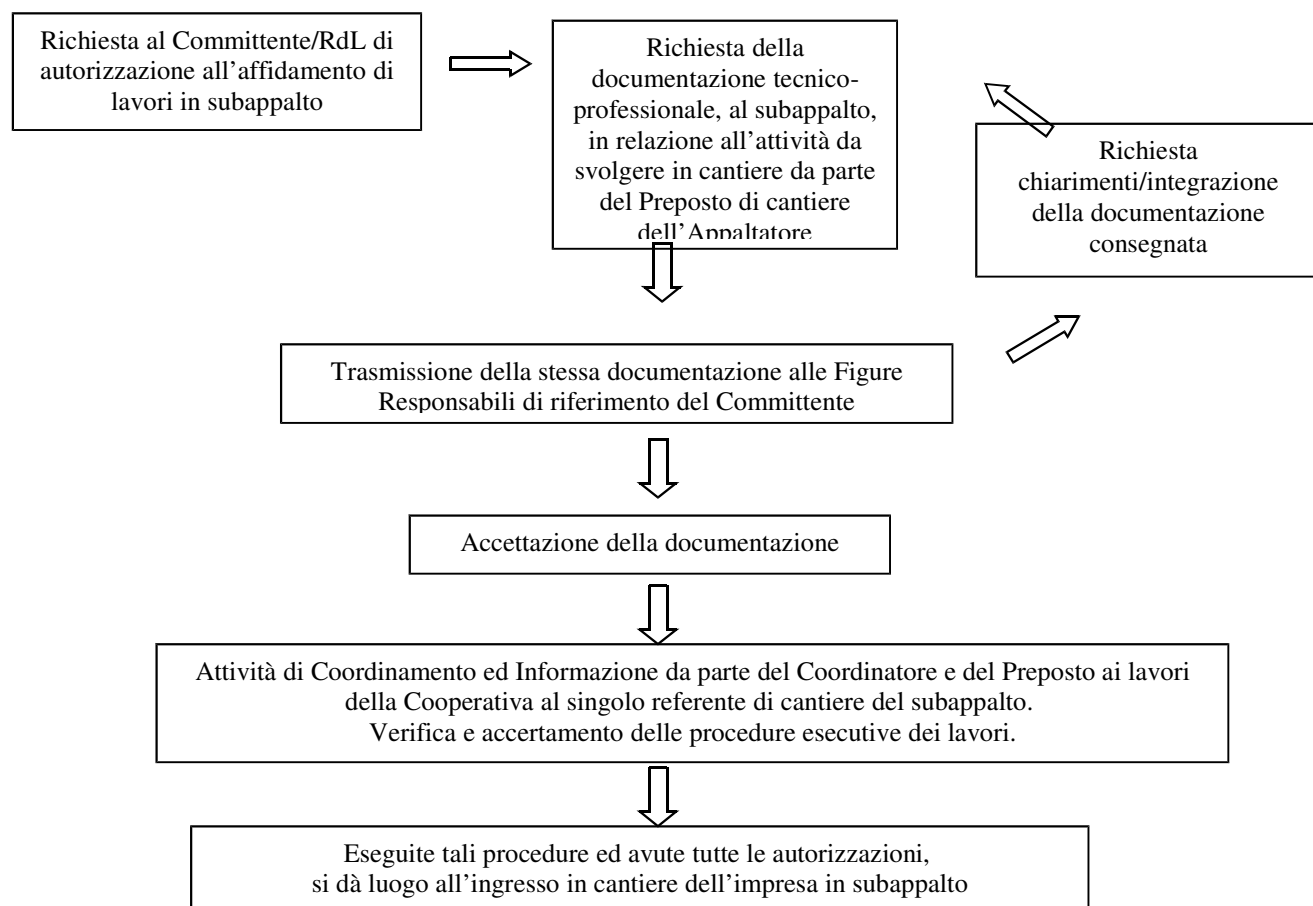 Richiesta al Committente/RdL di
autorizzazione all’affidamento di
lavori in subappalto
Richiesta della
documentazione tecnico-
professionale, al subappalto,
in relazione all’attività da
svolgere in cantiere da parte
del Preposto di cantiere
dell’Appaltatore
Richiesta
chiarimenti/integrazione
della documentazione
consegnata
Trasmissione della stessa documentazione alle Figure
Responsabili di riferimento del Committente
Accettazione della documentazione
Attività di Coordinamento ed Informazione da parte del Coordinatore e del Preposto ai lavori
della Cooperativa al singolo referente di cantiere del subappalto.
Verifica e accertamento delle procedure esecutive dei lavori.
Eseguite tali procedure ed avute tutte le autorizzazioni,
si dà luogo all’ingresso in cantiere dell’impresa in subappalto